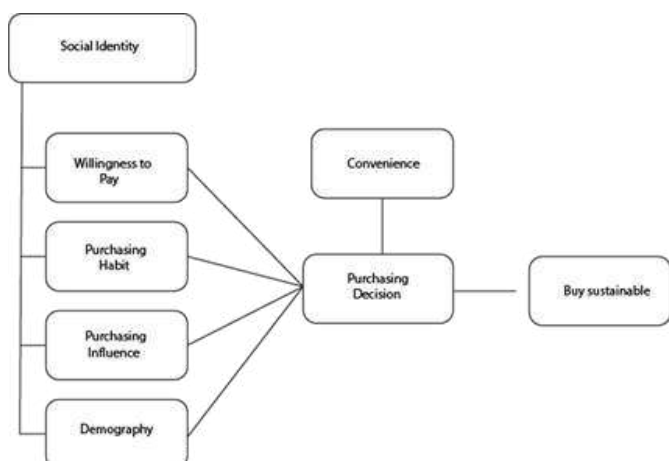 Social Identity
Willingness to
Pay
Convenience
Purchasing
Habit
Purchasing
Decision
Buy sustainable
Purchasing
Influence
Demography